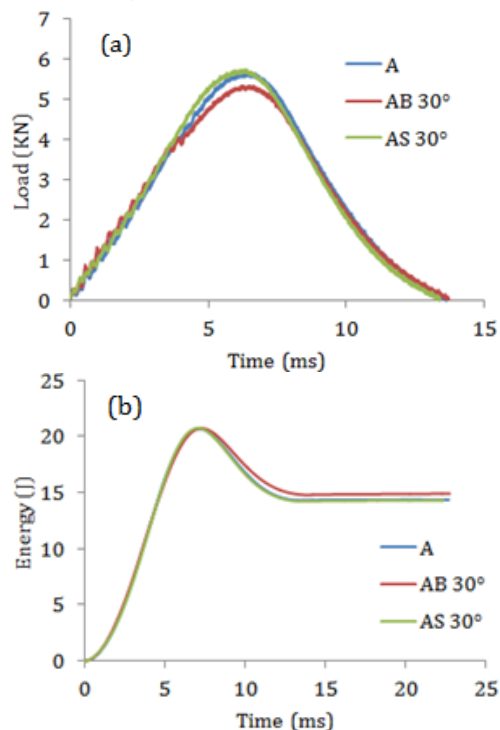 (a)
7
6
5
4
3
2
1
0
Load (KN)
A
AB 30°
AS 30°
0 5 10 15
Time (ms)
(b)
25
20
15
10
5
0
Energy (J)
A
AB 30°
AS 30°
0 5 10 15 20 25
Time (ms)